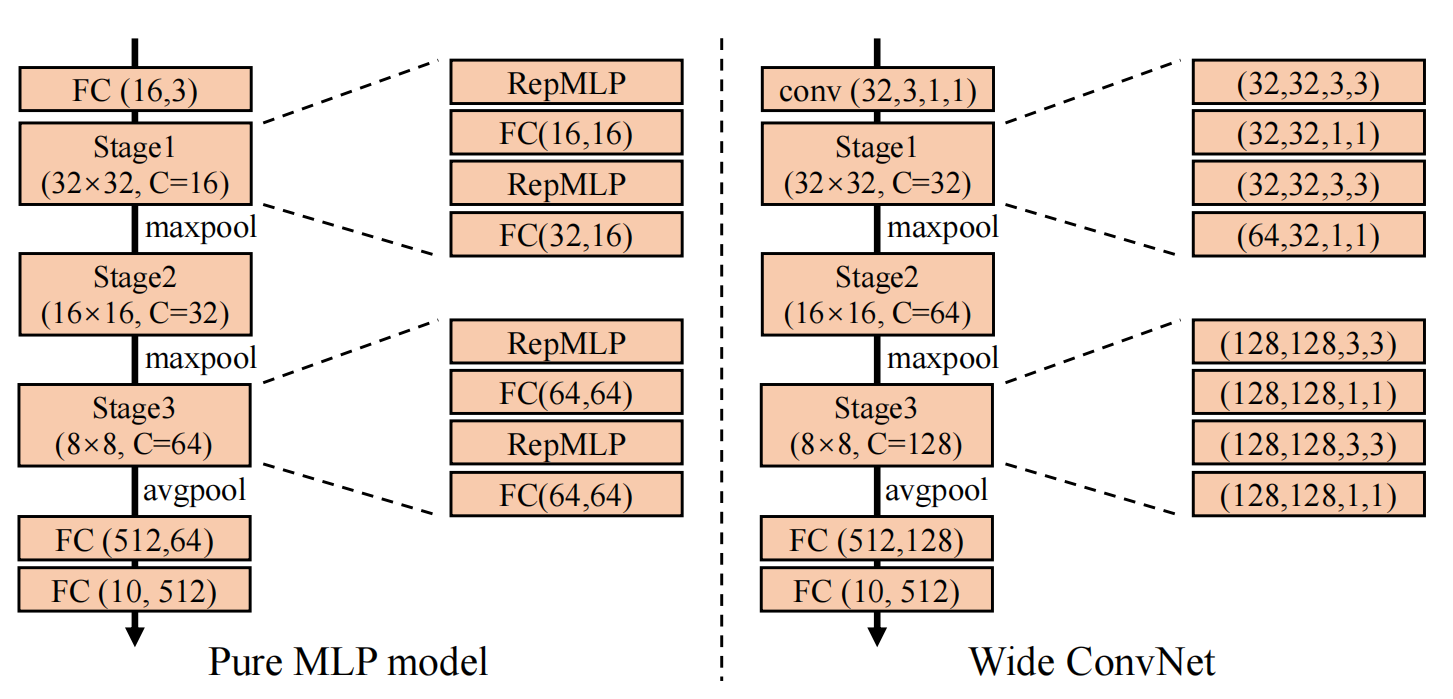 FC (16,3)
Stage1
(32×32, C=16)
maxpool
Stage2
(16×16, C=32)
maxpool
Stage3
(8×8, C=64)
avgpool
FC (512,64)
FC (10, 512)
RepMLP
FC(16,16)
RepMLP
FC(32,16)
RepMLP
FC(64,64)
RepMLP
FC(64,64)
Pure MLP model
conv (32,3,1,1)
Stage1
(32×32, C=32)
maxpool
Stage2
(16×16, C=64)
maxpool
Stage3
(8×8, C=128)
avgpool
FC (512,128)
FC (10, 512)
(32,32,3,3)
(32,32,1,1)
(32,32,3,3)
(64,32,1,1)
(128,128,3,3)
(128,128,1,1)
(128,128,3,3)
(128,128,1,1)
Wide ConvNet